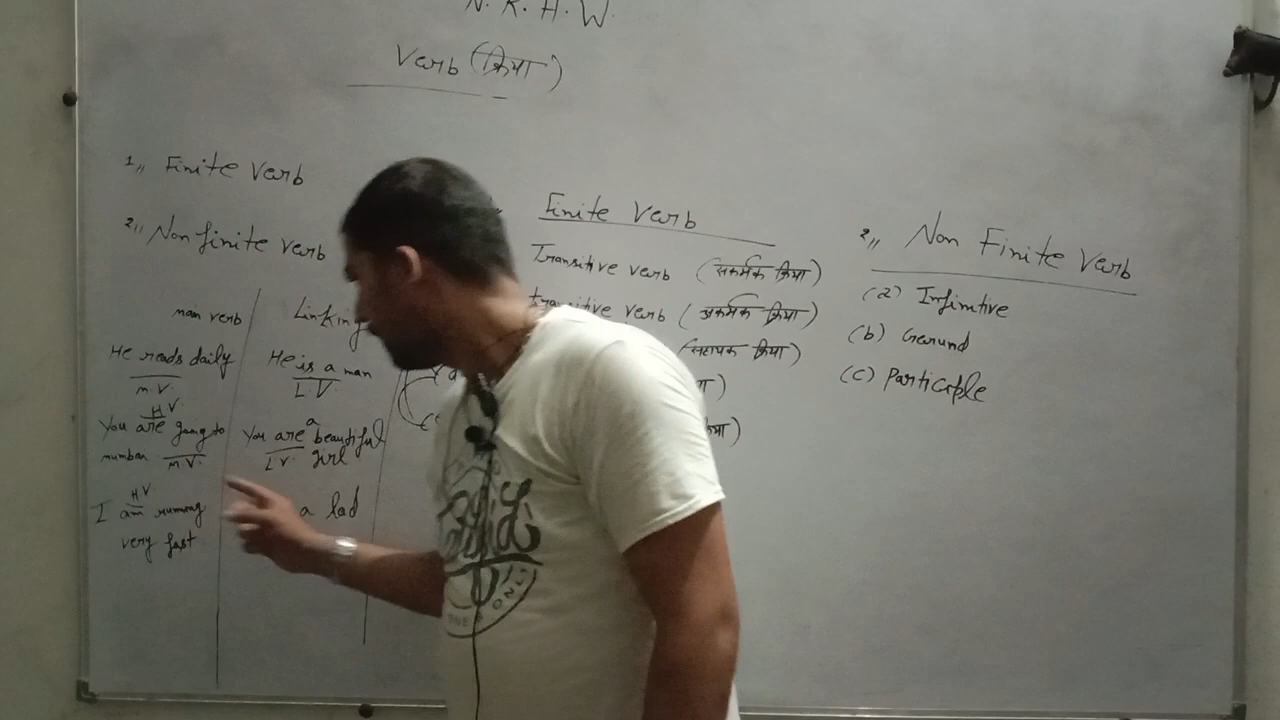 N. K. H. W.
Verb (क्रिया)
1,, Finite Verb
2,, Non finite verb
main verb
He reads daily
M V.
H V
You are going to
mumbai M V.
H V
I am running
very fast
Linking
He is a man
L V
a
You are beautiful
L V. girl
a lad
Finite Verb
Transitive verb (सकर्मक क्रिया)
transitive verb (अकर्मक क्रिया)
(सहायक क्रिया)
2,, Non Finite Verb
(a) Infinitive
(b) Gerund
(c) Participle